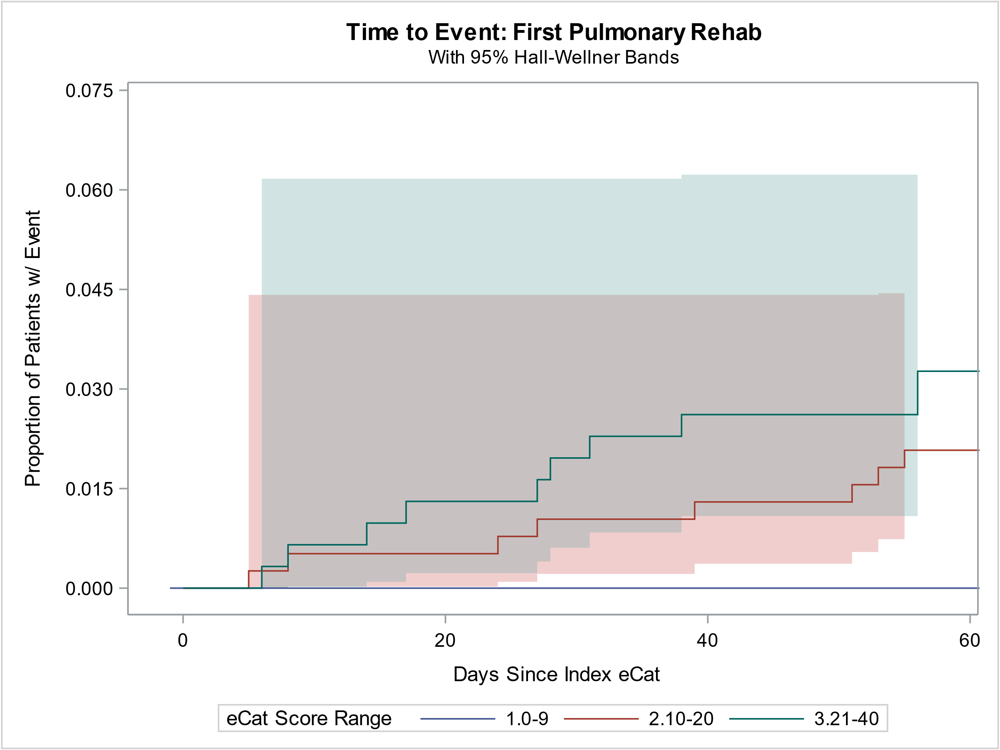 Time to Event: First Pulmonary Rehab
With 95% Hall-Wellner Bands
0.075
0.060
0.045
0.030
0.015
0.000
Proportion of Patients w/ Event
0 20 40 60
Days Since Index eCat
eCat Score Range 1.0-9 2.10-20 3.21-40